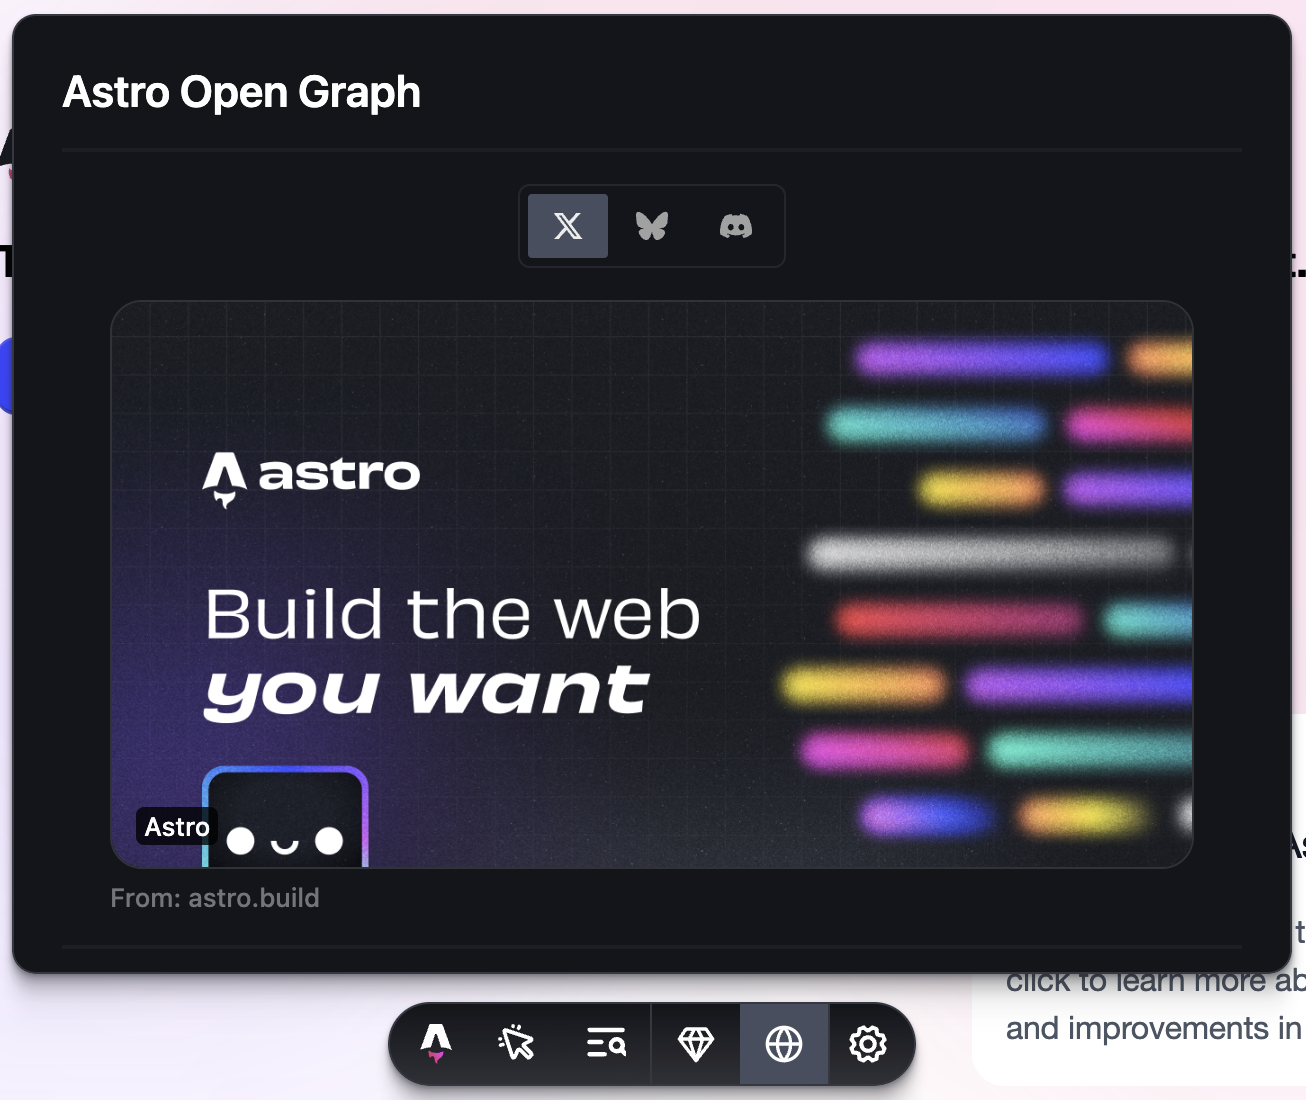 Astro Open Graph
astro
Build the web
you want
Astro
From: astro.build
click to learn more ab
and improvements in